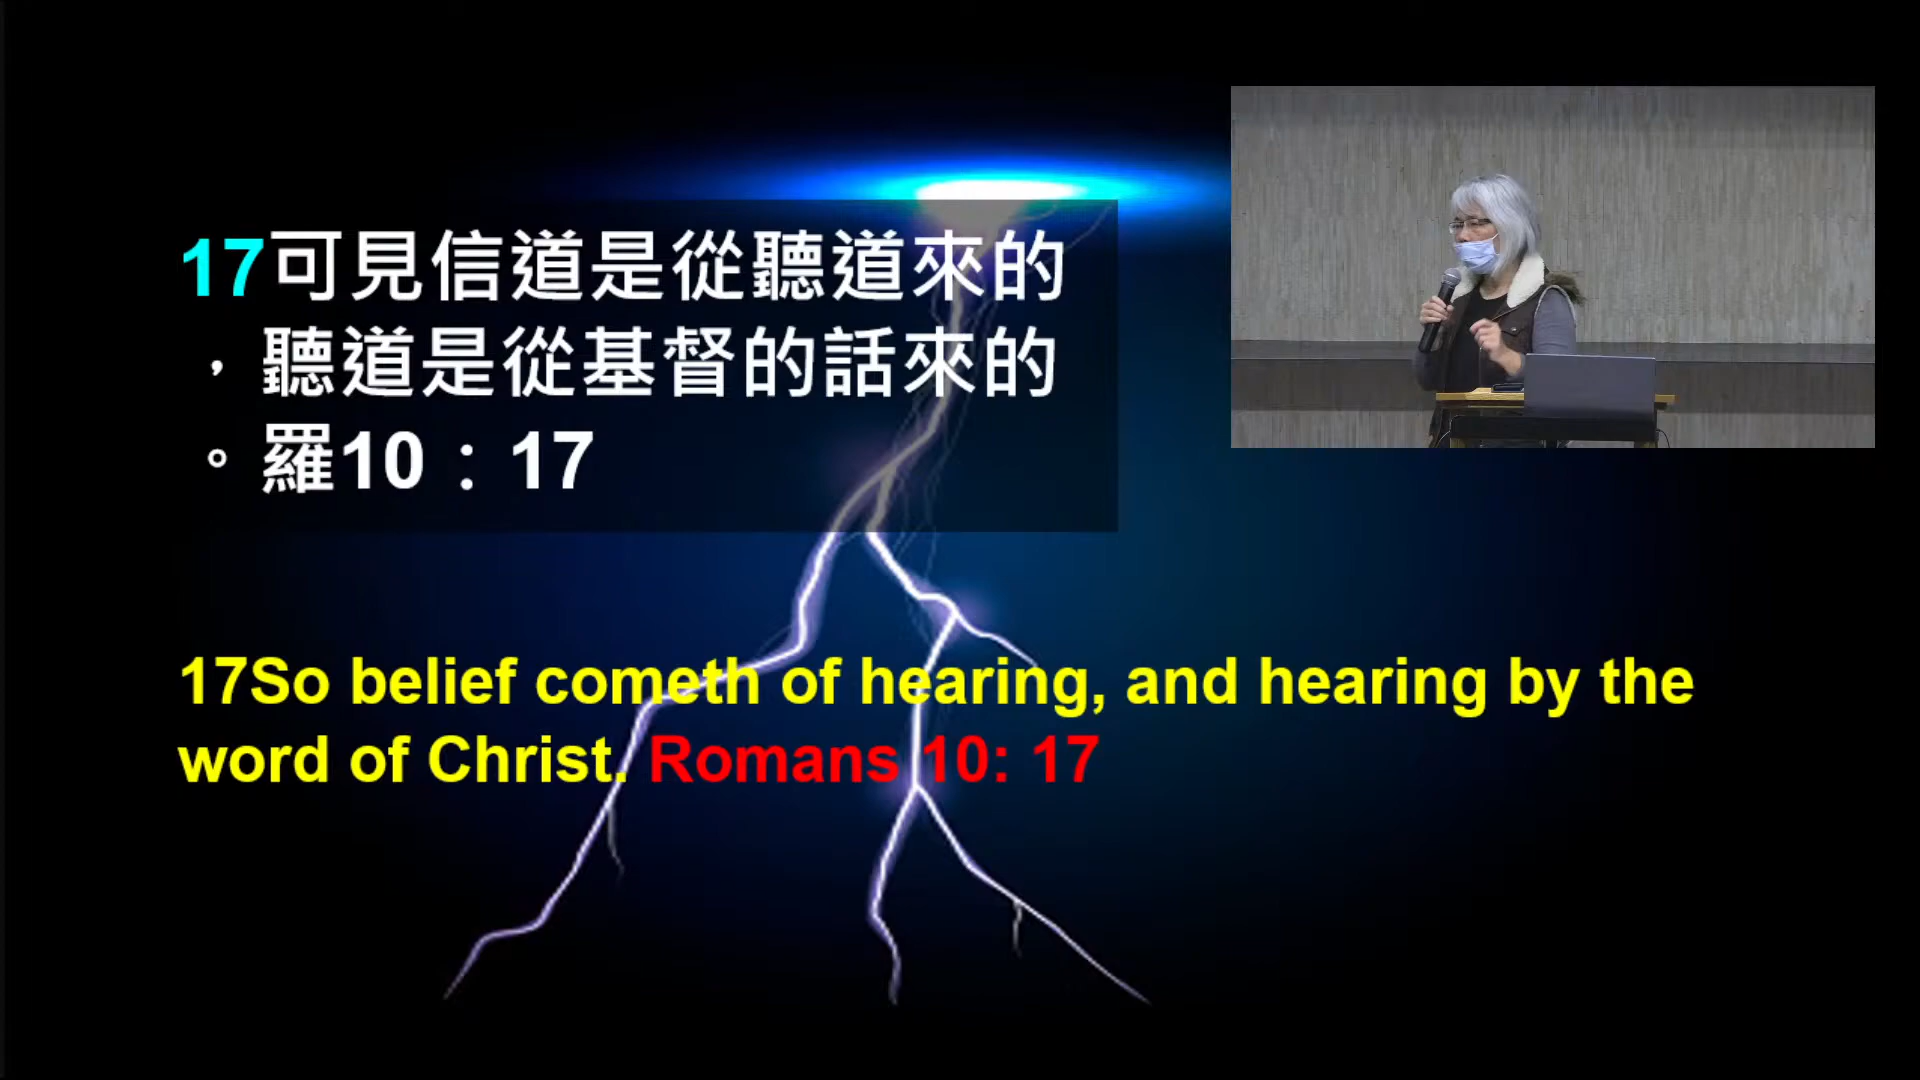 17可見信道是從聽道來的
，聽道是從基督的話來的
。羅10：17
17So belief cometh of hearing, and hearing by the
word of Christ. Romans 10: 17